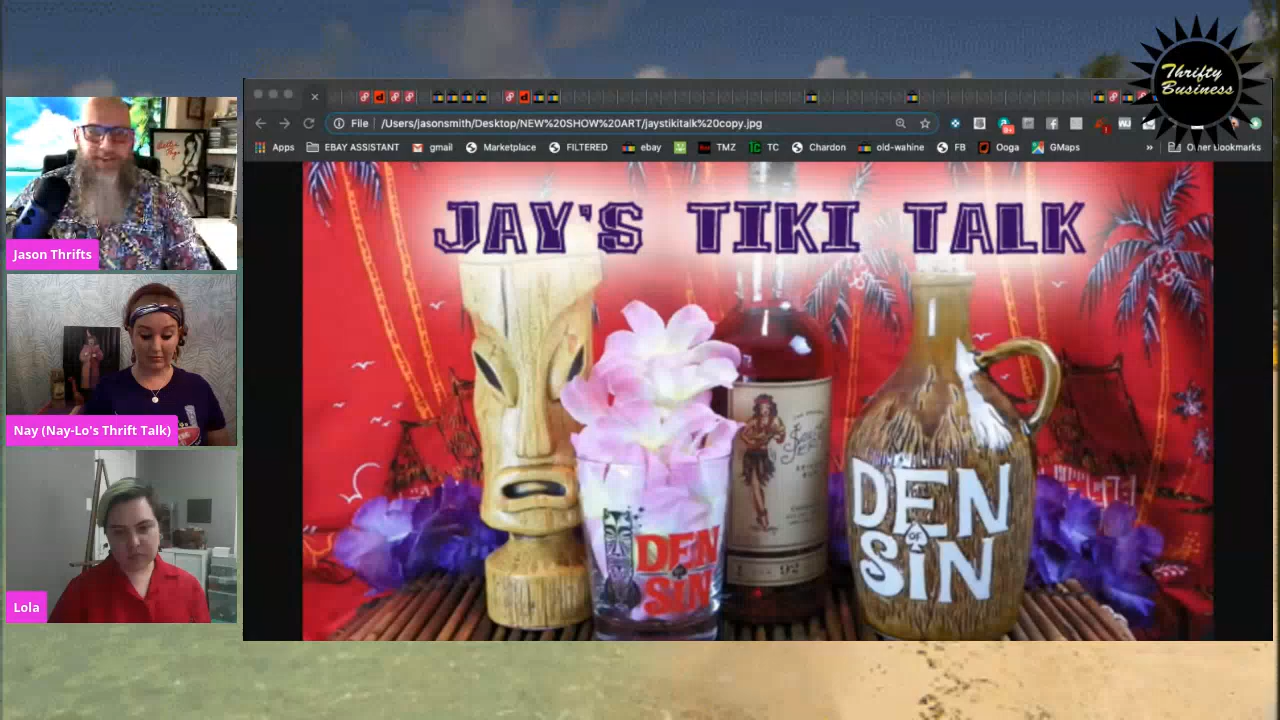 Thrifty
Business
File | /Users/jasonsmith/Desktop/NEW%20SHOW%20ART/jaystikitalk%20copy.jpg
Apps EBAY ASSISTANT gmail Marketplace FILTERED ebay TMZ TC Chardon old-wahine FB Ooga GMaps » Other Bookmarks
JAY'S TIKI TALK
DEN
OF
SIN
DEN
SIN
Jason Thrifts
Nay (Nay-Lo's Thrift Talk)
Lola